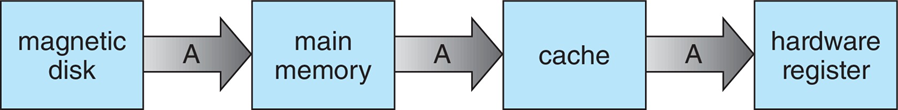 magnetic
disk
A
main
memory
A
cache
A
hardware
register